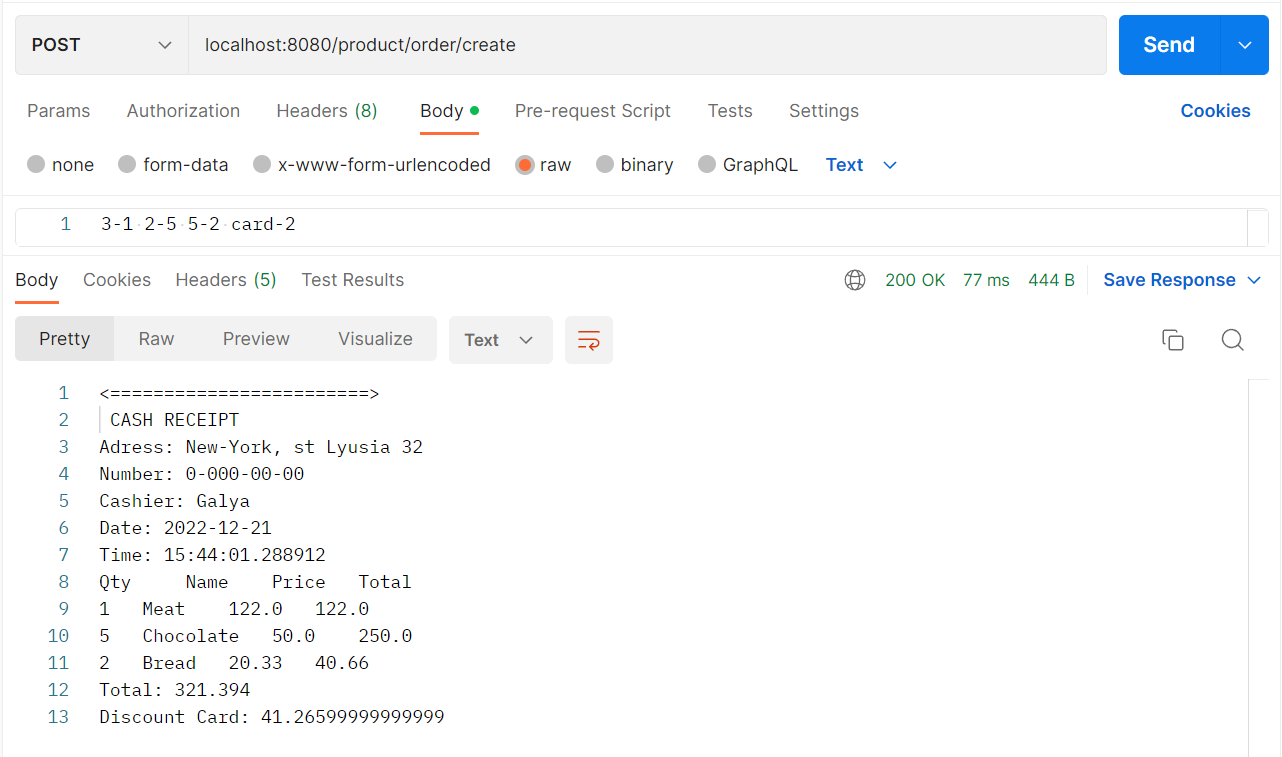 POST localhost:8080/product/order/create Send
Params Authorization Headers (8) Body Pre-request Script Tests Settings Cookies
none form-data x-www-form-urlencoded raw binary GraphQL Text
1 3-1 2-5 5-2 card-2
Body Cookies Headers (5) Test Results 200 OK 77 ms 444 B Save Response
Pretty Raw Preview Visualize Text
1 <========================>
2 CASH RECEIPT
3 Adress: New-York, st Lyusia 32
4 Number: 0-000-00-00
5 Cashier: Galya
6 Date: 2022-12-21
7 Time: 15:44:01.288912
8 Qty Name Price Total
9 1 Meat 122.0 122.0
10 5 Chocolate 50.0 250.0
11 2 Bread 20.33 40.66
12 Total: 321.394
13 Discount Card: 41.26599999999999